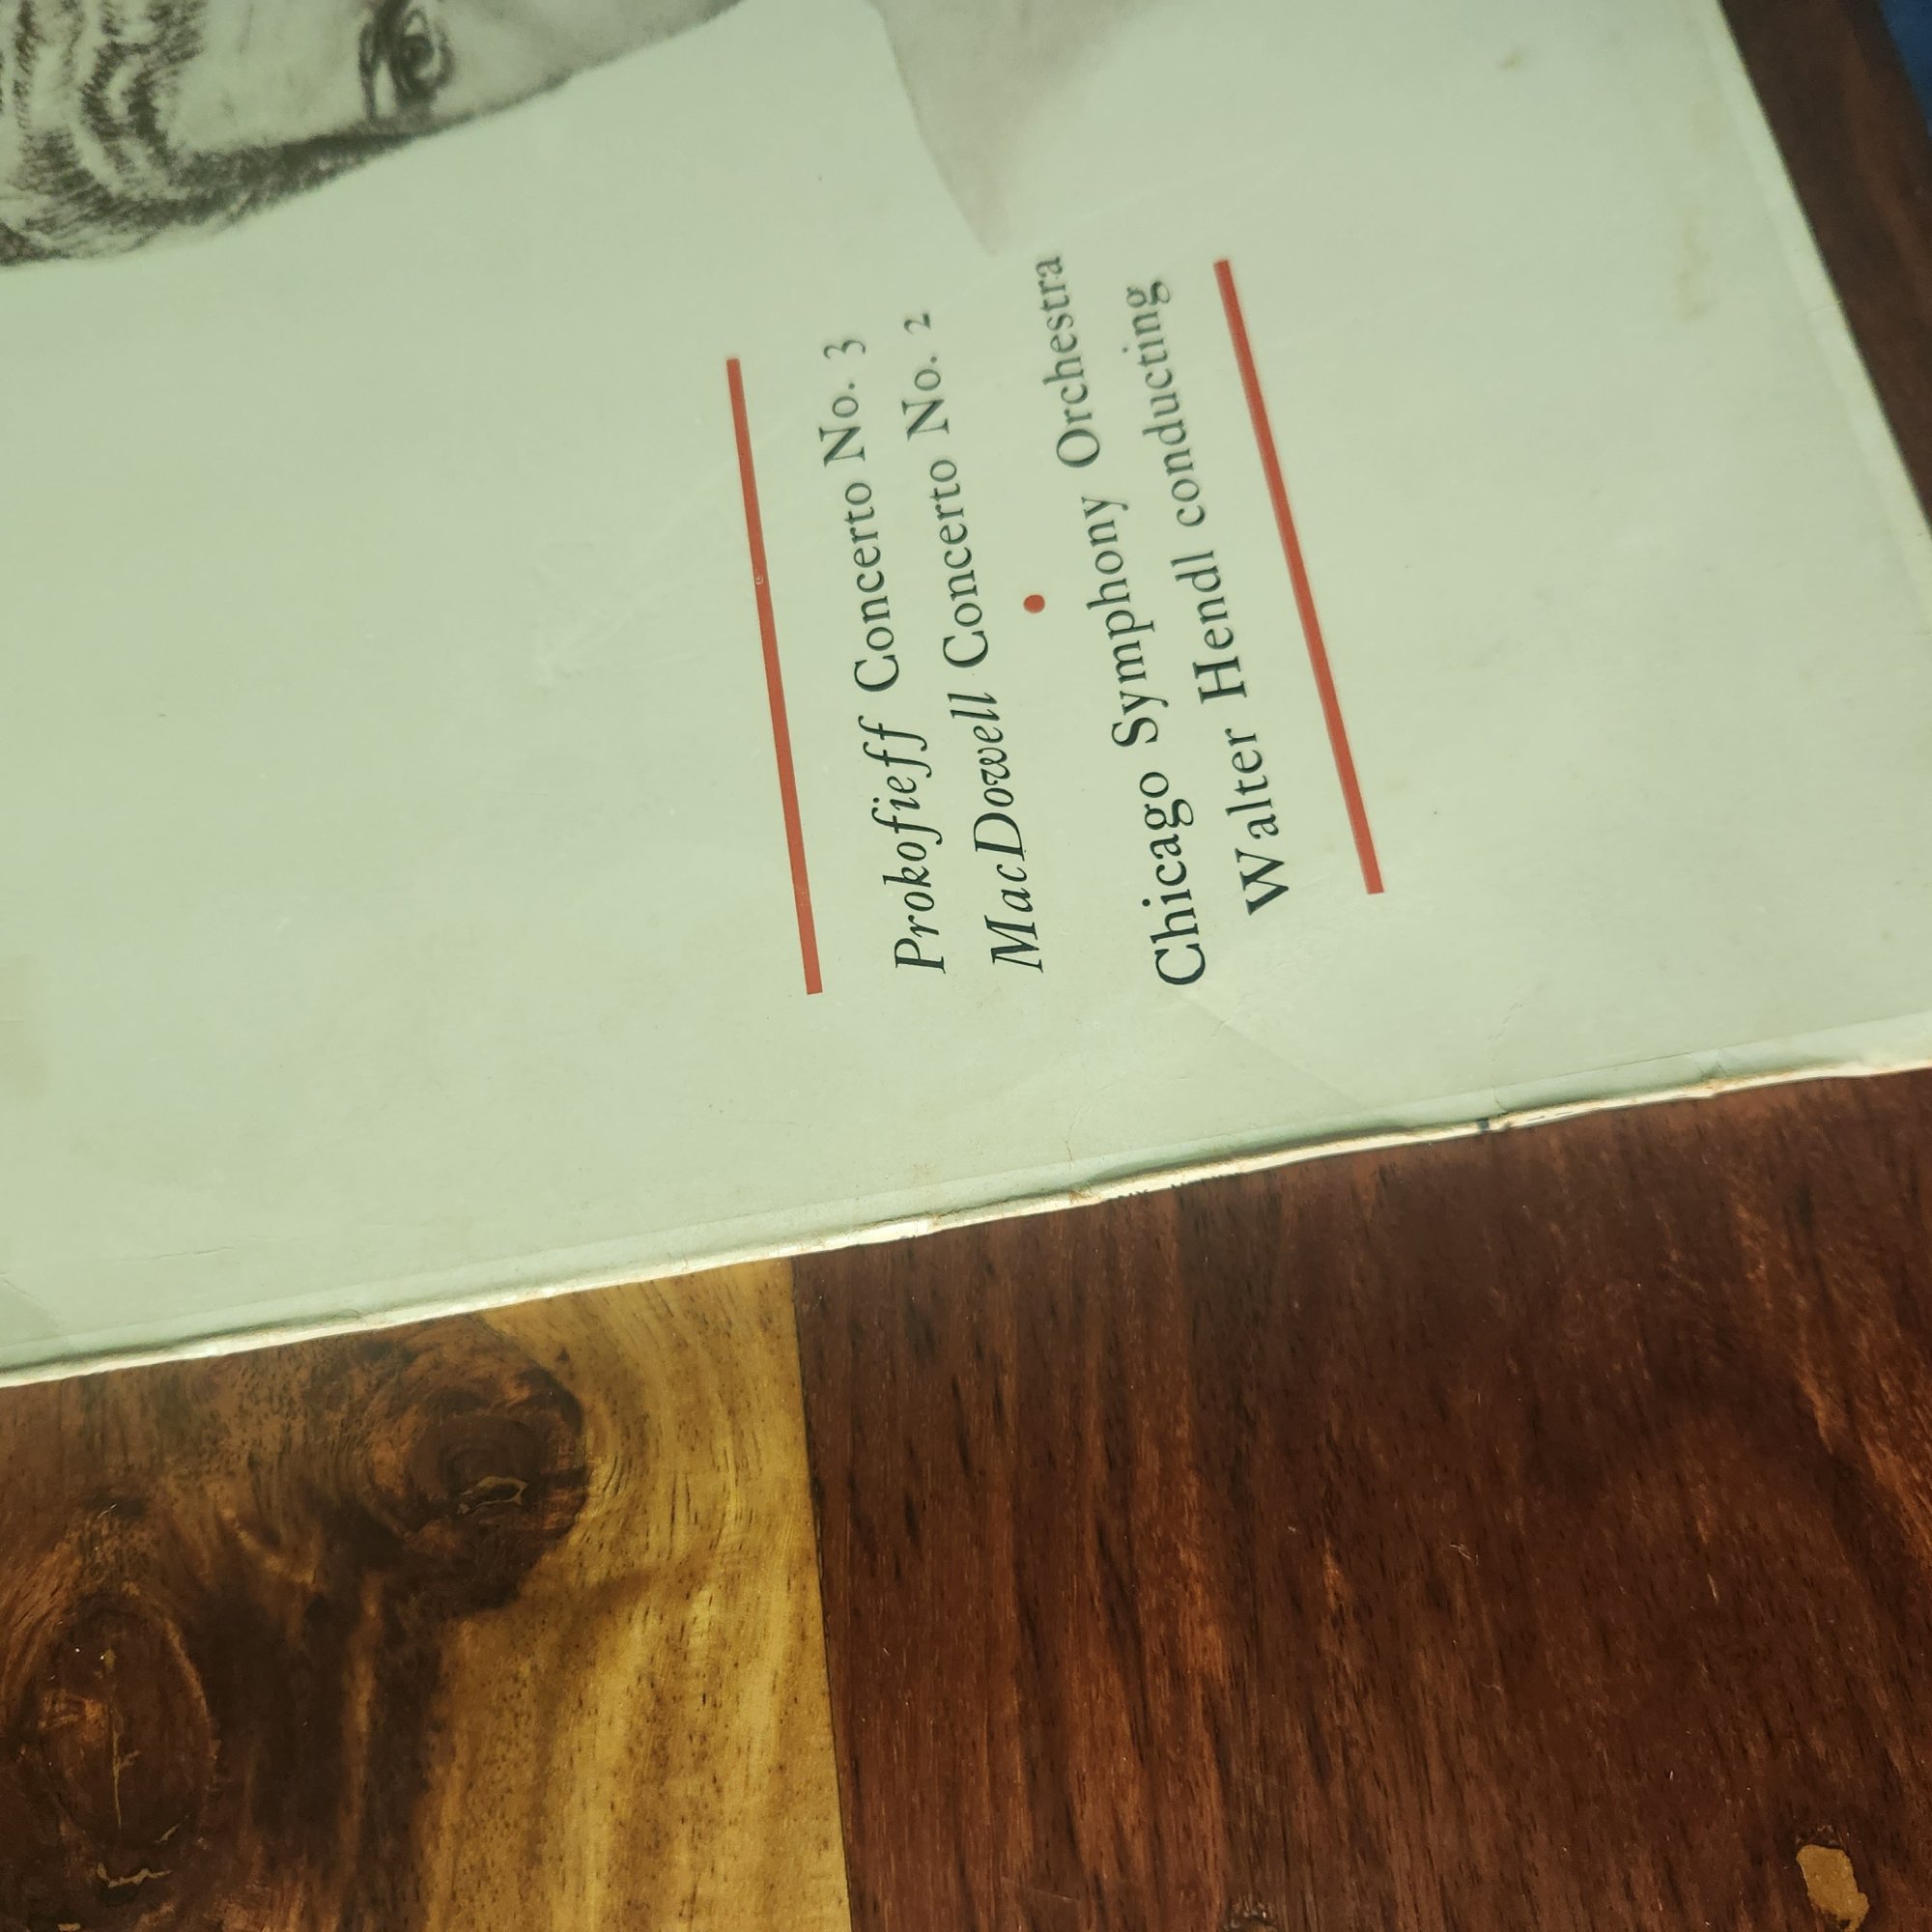 Prokofieff Concerto No. 3
MacDowell Concerto No. 2
•
Chicago Symphony Orchestra
Walter Hendl conducting